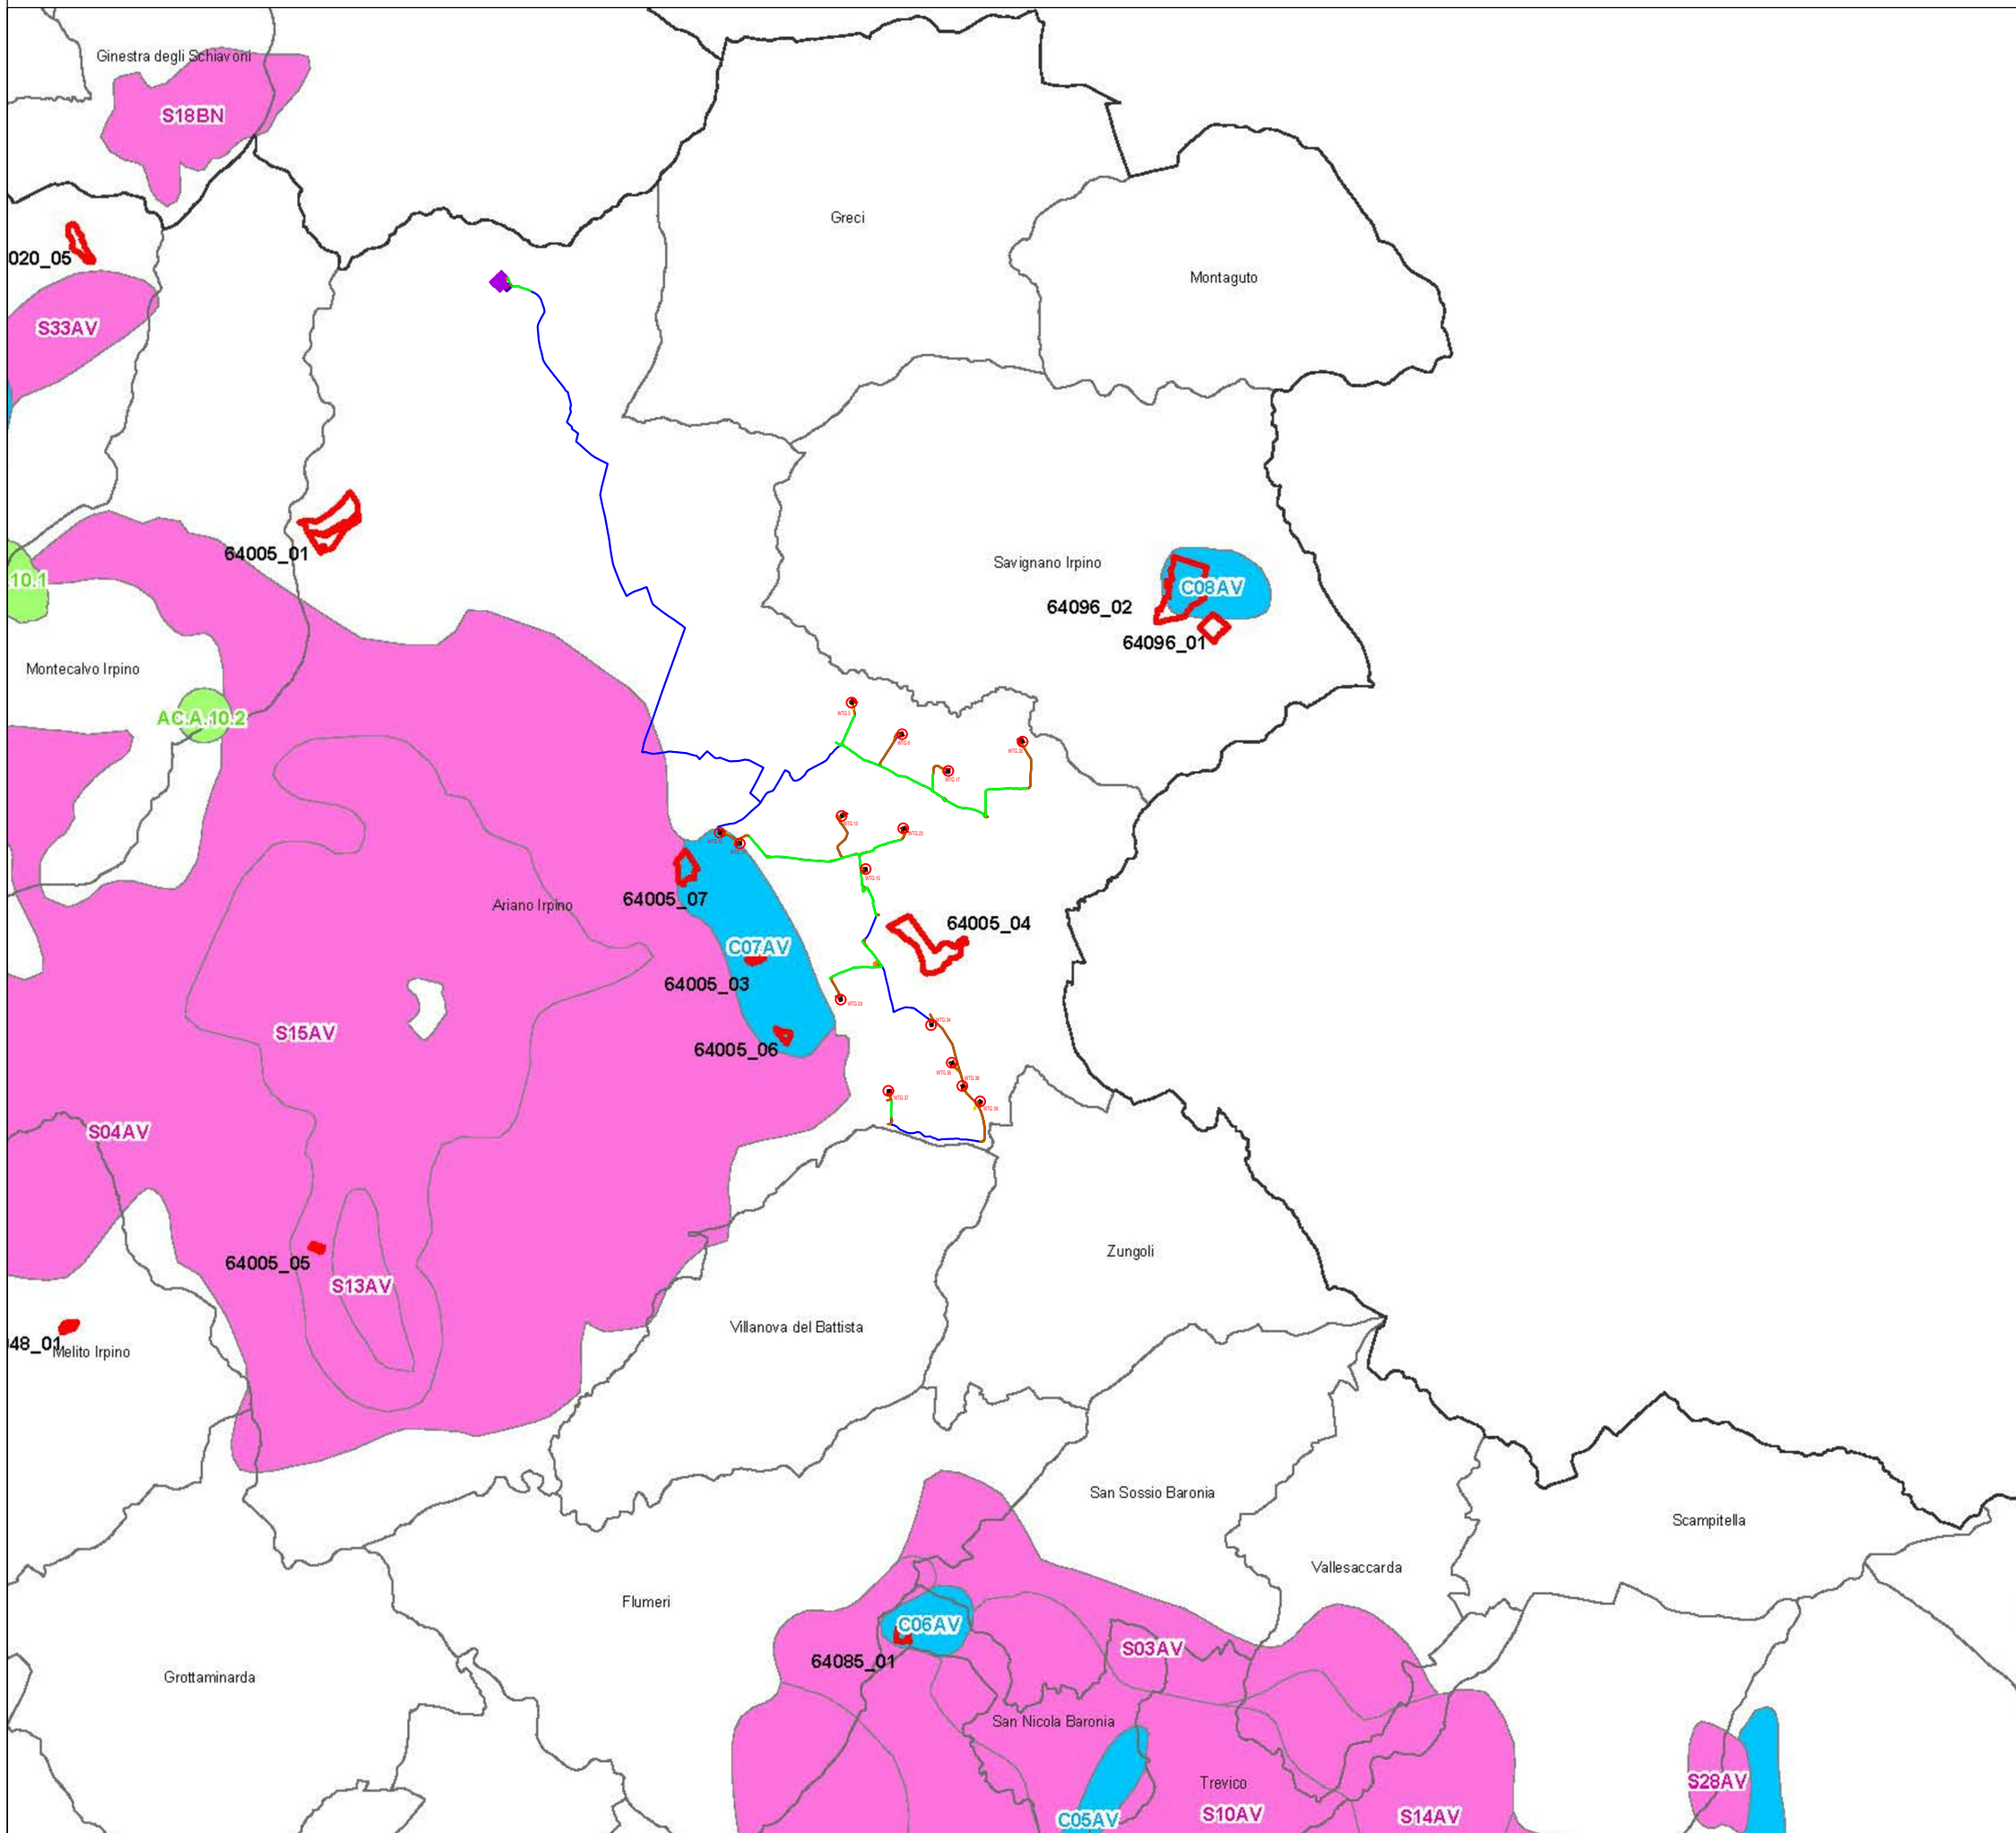 Ginestra degli Schiavoni
S18BN
Greci
020_05
Montaguto
S33AV
64005_01
Savignano Irpino
.10.1
C08AV
64096_02
64096_01
Montecalvo Irpino
AC.A.10.2
64005_07
Ariano Irpino
64005_04
C07AV
64005_03
S15AV
64005_06
S04AV
Zungoli
64005_05
S13AV
Villanova del Battista
48_01
Melito Irpino
San Sossio Baronia
Scampitella
Vallesaccarda
Flumeri
C06AV
S03AV
64085_01
Grottaminarda
San Nicola Baronia
Trevico
S28AV
S10AV
S14AV
C05AV